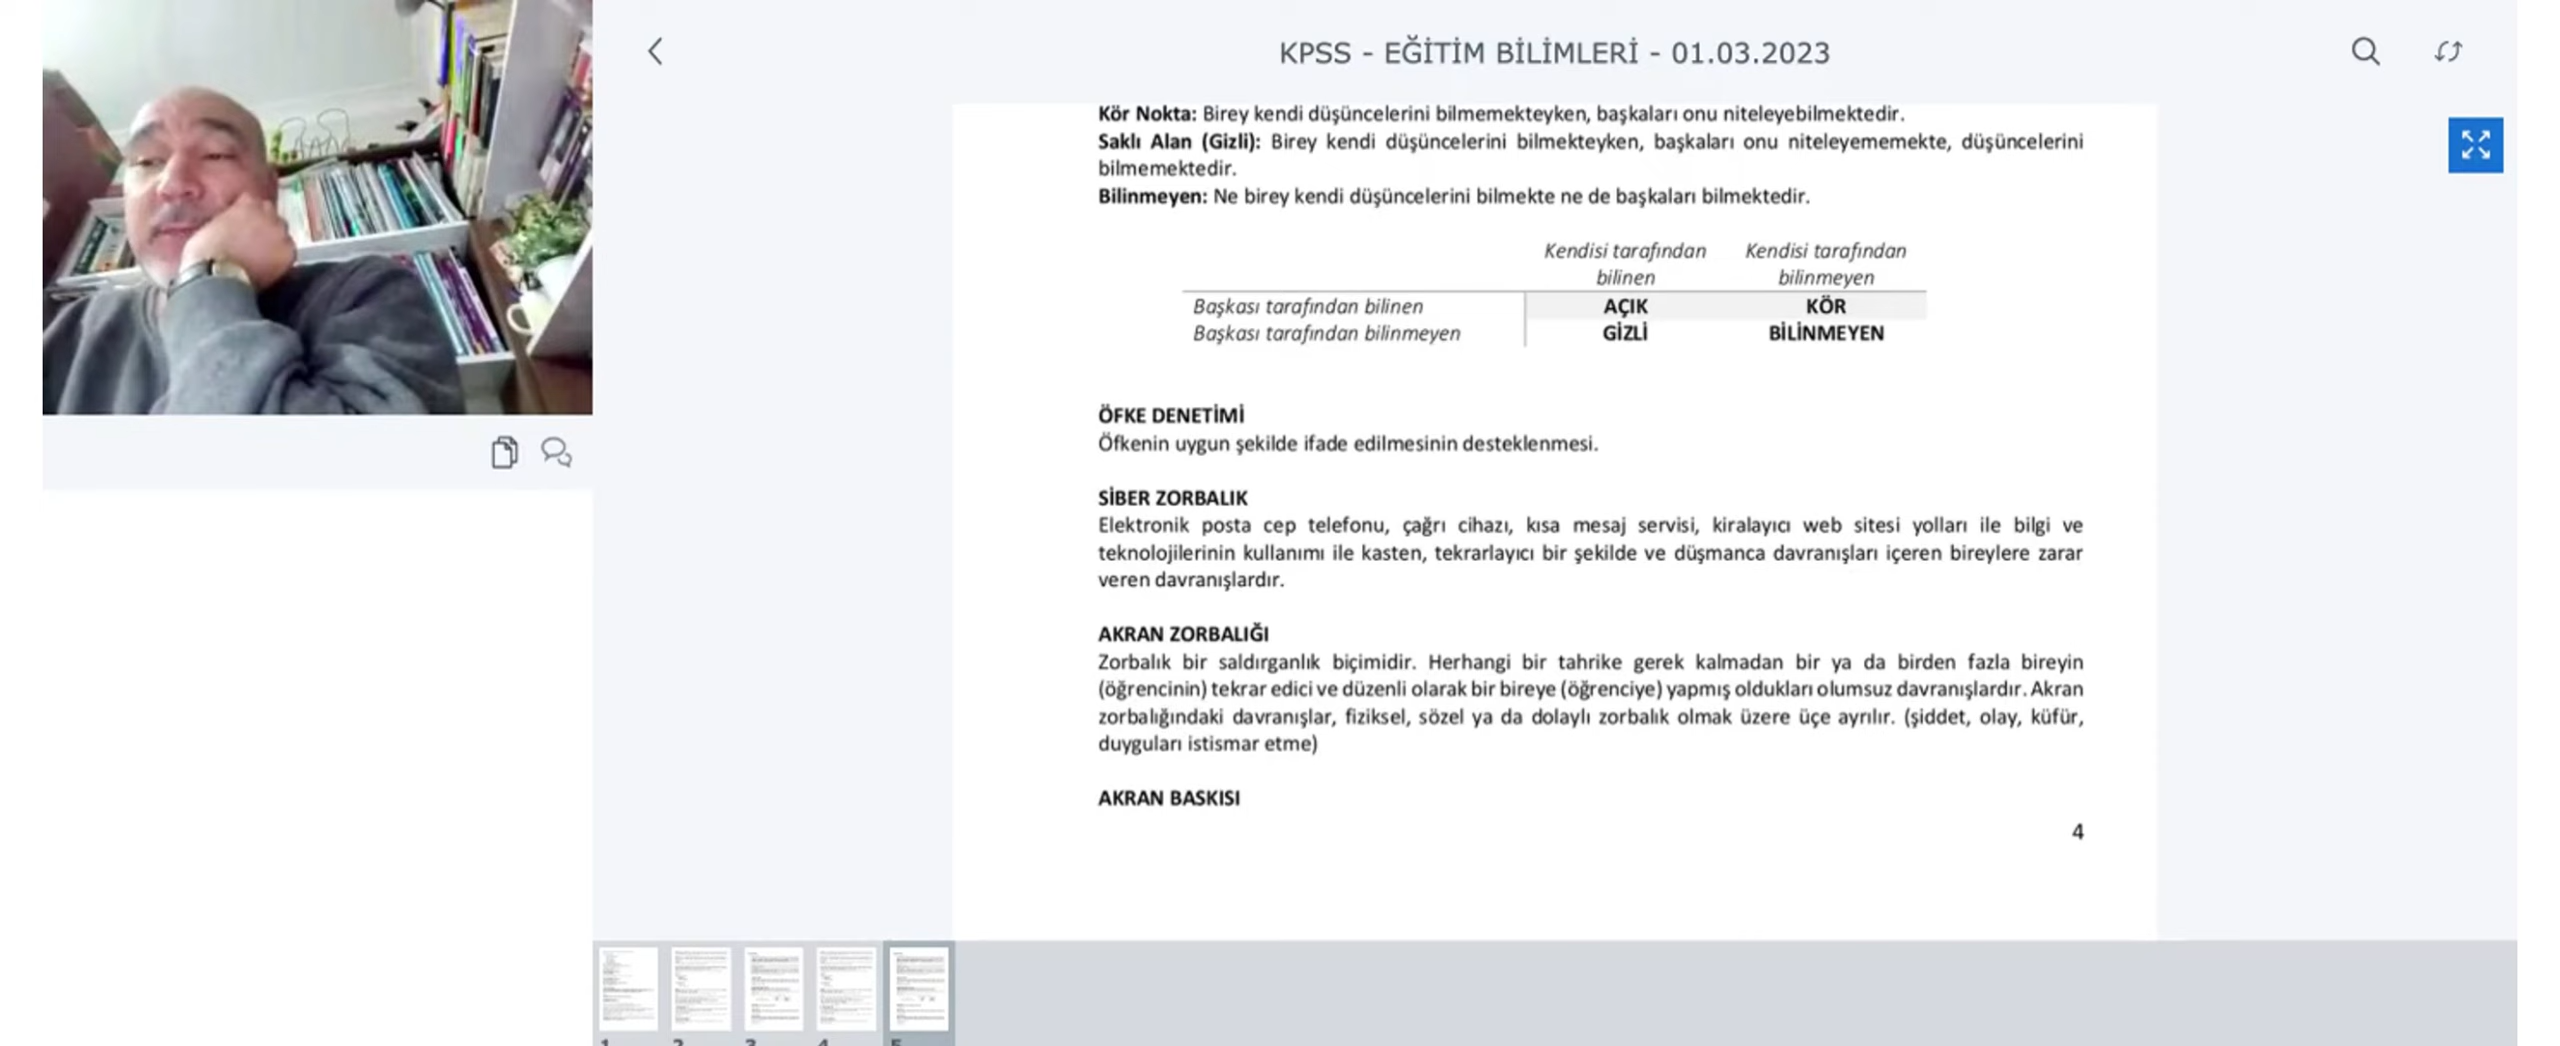 KPSS - EĞİTİM BİLİMLERİ - 01.03.2023
Kör Nokta: Birey kendi düşüncelerini bilmemekteyken, başkaları onu niteleyebilmektedir.
Saklı Alan (Gizli): Birey kendi düşüncelerini bilmekteyken, başkaları onu niteleyememekte, düşüncelerini
bilmemektedir.
Bilinmeyen: Ne birey kendi düşüncelerini bilmekte ne de başkaları bilmektedir.
Kendisi tarafından Kendisi tarafından
bilinen bilinmeyen
Başkası tarafından bilinen AÇIK KÖR
Başkası tarafından bilinmeyen GİZLİ BİLİNMEYEN
ÖFKE DENETİMİ
Öfkenin uygun şekilde ifade edilmesinin desteklenmesi.
SİBER ZORBALIK
Elektronik posta cep telefonu, çağrı cihazı, kısa mesaj servisi, kiralayıcı web sitesi yolları ile bilgi ve
teknolojilerinin kullanımı ile kasten, tekrarlayıcı bir şekilde ve düşmanca davranışları içeren bireylere zarar
veren davranışlardır.
AKRAN ZORBALIĞI
Zorbalık bir saldırganlık biçimidir. Herhangi bir tahrike gerek kalmadan bir ya da birden fazla bireyin
(öğrencinin) tekrar edici ve düzenli olarak bir bireye (öğrenciye) yapmış oldukları olumsuz davranışlardır. Akran
zorbalığındaki davranışlar, fiziksel, sözel ya da dolaylı zorbalık olmak üzere üçe ayrılır. (şiddet, olay, küfür,
duyguları istismar etme)
AKRAN BASKISI
4
1 2 3 4 5